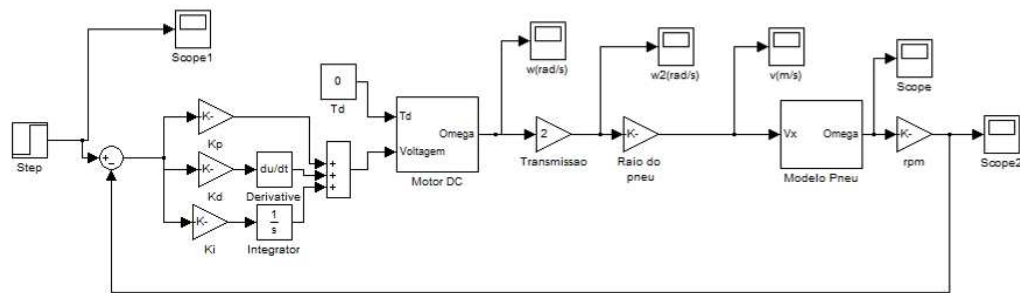 Step
Scope1
+
−
K-
Kp
K-
Kd
K-
Ki
du/dt
Derivative
1
s
Integrator
0
Td
+
+
+
Td
Voltagem
Omega
Motor DC
w(rad/s)
2
Transmissao
w2(rad/s)
K-
Raio do
pneu
v(m/s)
Vx
Omega
Modelo Pneu
Scope
K-
rpm
Scope2